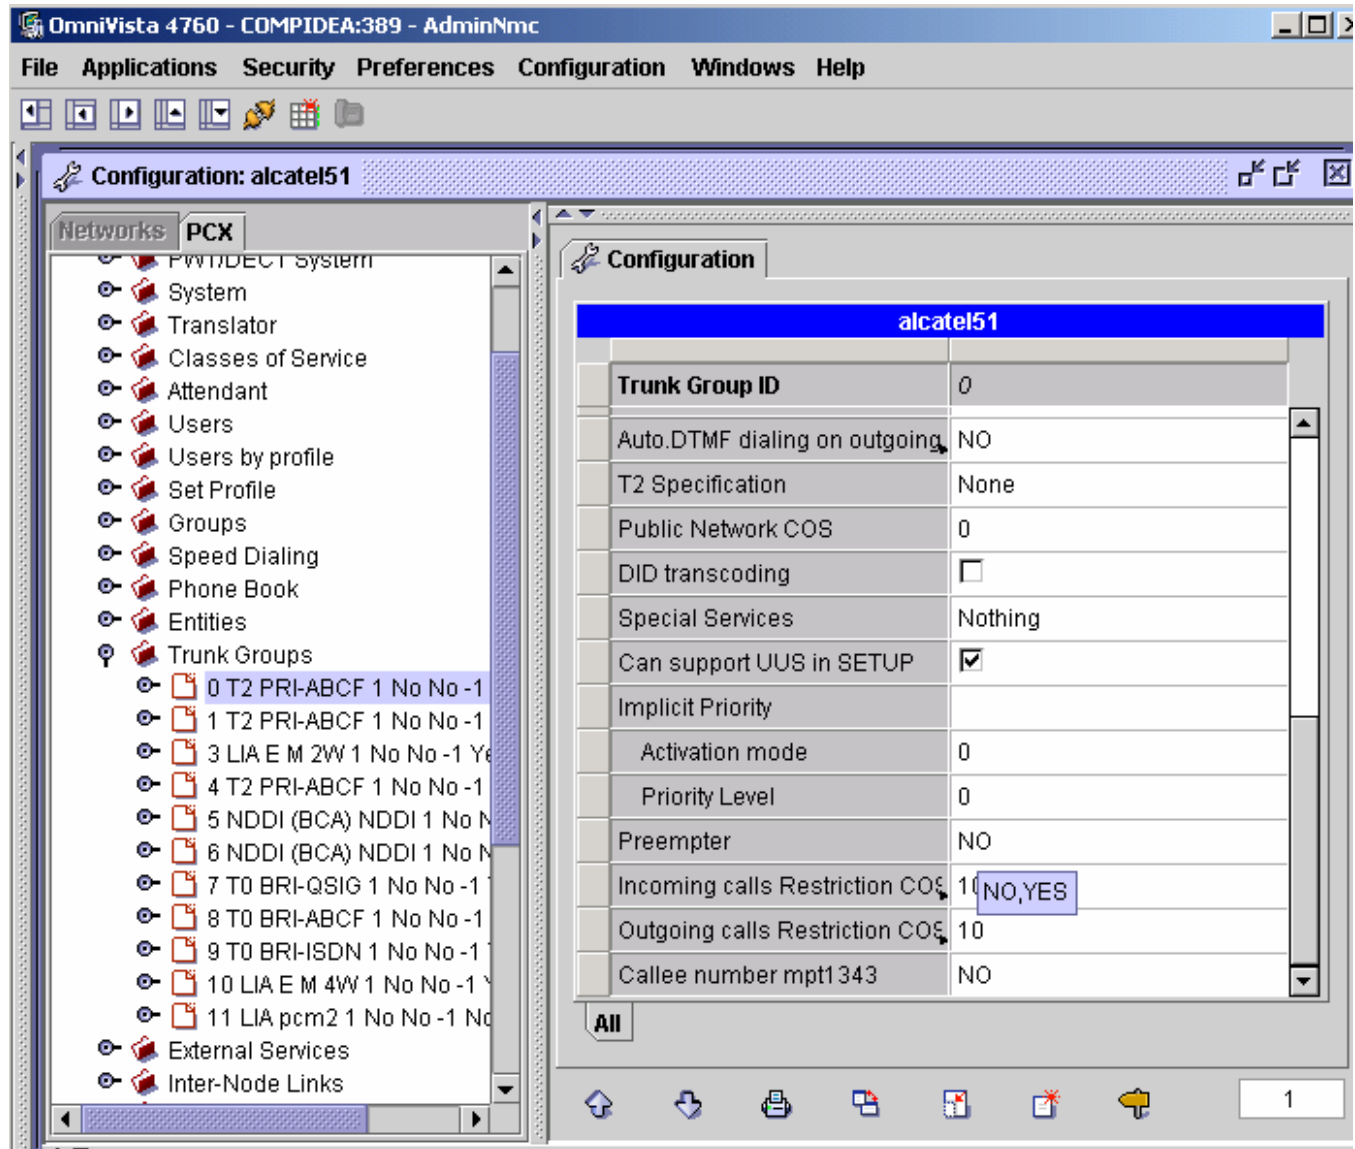 OmniVista 4760 - COMPIDEA:389 - AdminNmc
File Applications Security Preferences Configuration Windows Help
Configuration: alcatel51
Networks PCX
PWT/DECT System
System
Translator
Classes of Service
Attendant
Users
Users by profile
Set Profile
Groups
Speed Dialing
Phone Book
Entities
Trunk Groups
0 T2 PRI-ABCF 1 No No -1
1 T2 PRI-ABCF 1 No No -1
3 LIA E M 2W 1 No No -1 Ye
4 T2 PRI-ABCF 1 No No -1
5 NDDI (BCA) NDDI 1 No N
6 NDDI (BCA) NDDI 1 No N
7 T0 BRI-QSIG 1 No No -1
8 T0 BRI-ABCF 1 No No -1
9 T0 BRI-ISDN 1 No No -1
10 LIA E M 4W 1 No No -1
11 LIA pcm2 1 No No -1 No
External Services
Inter-Node Links
Configuration
alcatel51
Trunk Group ID 0
Auto.DTMF dialing on outgoing NO
T2 Specification None
Public Network COS 0
DID transcoding
Special Services Nothing
Can support UUS in SETUP
Implicit Priority
Activation mode 0
Priority Level 0
Preempter NO
Incoming calls Restriction COS 10
NO,YES
Outgoing calls Restriction COS 10
Callee number mpt1343 NO
All
1